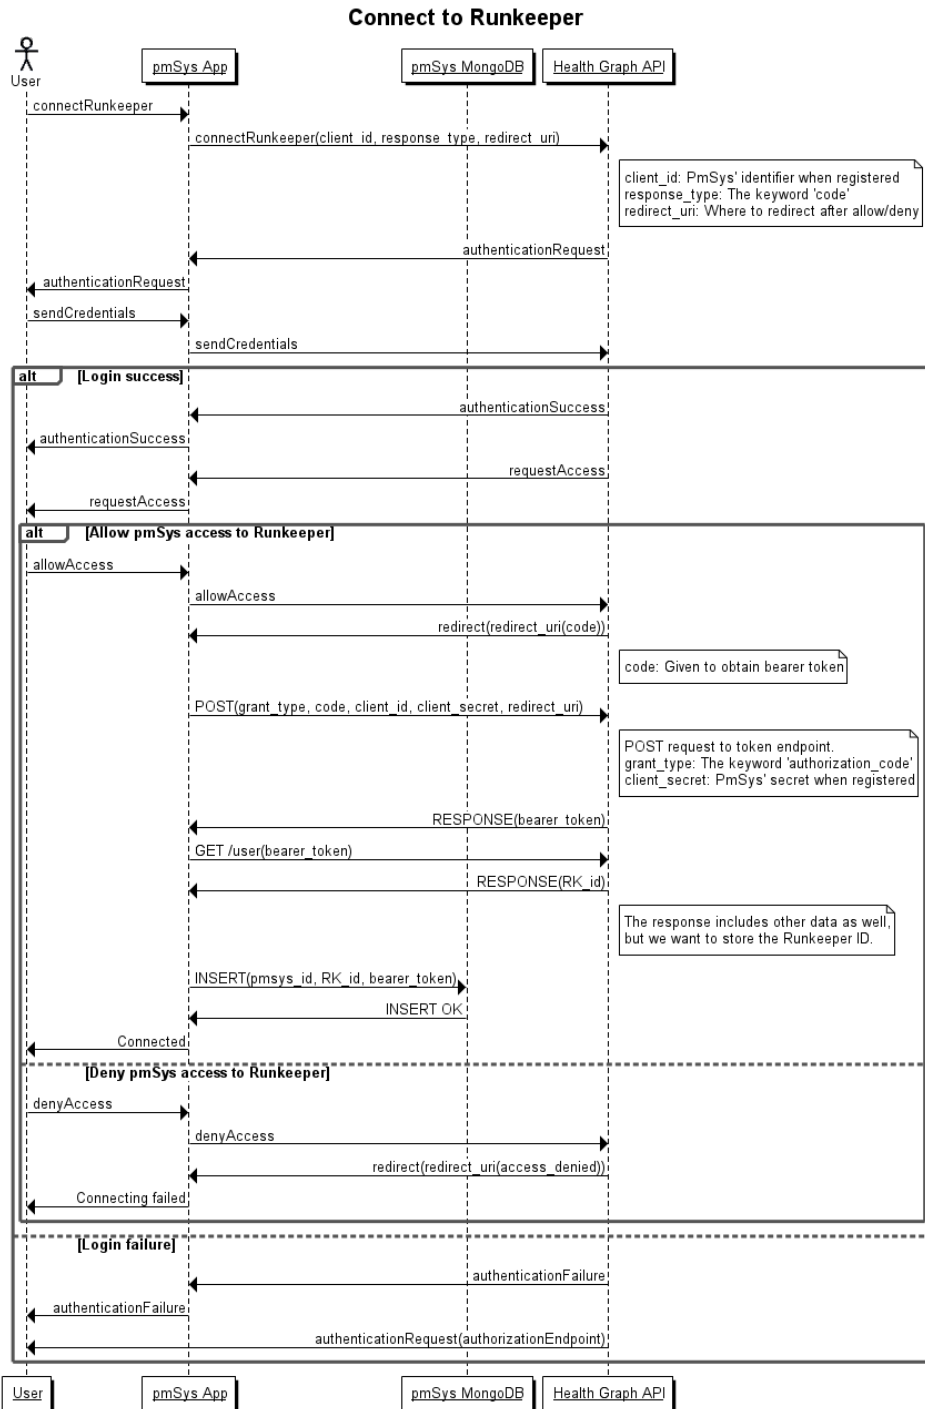 Connect to Runkeeper
User
pmSys App
pmSys MongoDB
Health Graph API
connectRunkeeper
connectRunkeeper(client_id, response_type, redirect_uri)
client_id: PmSys' identifier when registered
response_type: The keyword 'code'
redirect_uri: Where to redirect after allow/deny
authenticationRequest
authenticationRequest
sendCredentials
sendCredentials
alt [Login success]
authenticationSuccess
authenticationSuccess
requestAccess
requestAccess
alt [Allow pmSys access to Runkeeper]
allowAccess
allowAccess
redirect(redirect_uri(code))
code: Given to obtain bearer token
POST(grant_type, code, client_id, client_secret, redirect_uri)
POST request to token endpoint.
grant_type: The keyword 'authorization_code'
client_secret: PmSys' secret when registered
RESPONSE(bearer_token)
GET /user(bearer_token)
RESPONSE(RK_id)
The response includes other data as well,
but we want to store the Runkeeper ID.
INSERT(pmsys_id, RK_id, bearer_token)
INSERT OK
Connected
[Deny pmSys access to Runkeeper]
denyAccess
denyAccess
redirect(redirect_uri(access_denied))
Connecting failed
[Login failure]
authenticationFailure
authenticationFailure
authenticationRequest(authorizationEndpoint)
User
pmSys App
pmSys MongoDB
Health Graph API